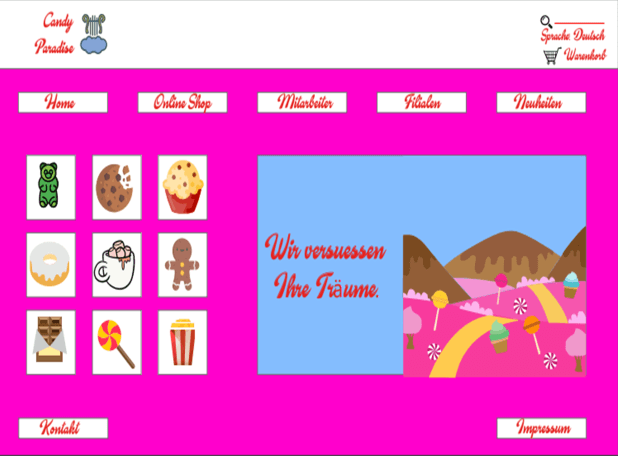 Candy
Paradise
Sprache: Deutsch
Warenkorb
Home
Online Shop
Mitarbeiter
Filialen
Neuheiten
Wir versuessen
Ihre Träume.
Kontakt
Impressum